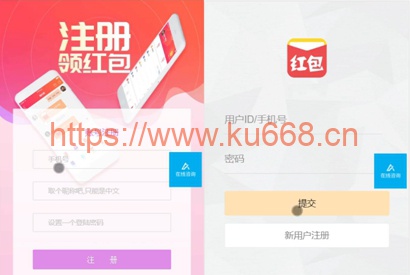 注册
领红包
https://www.ku668.cn
手机号
取个昵称吧,只能是中文
设置一个登陆密码
注 册
在线咨询
红包
用户ID/手机号
密码
在线咨询
提交
新用户注册